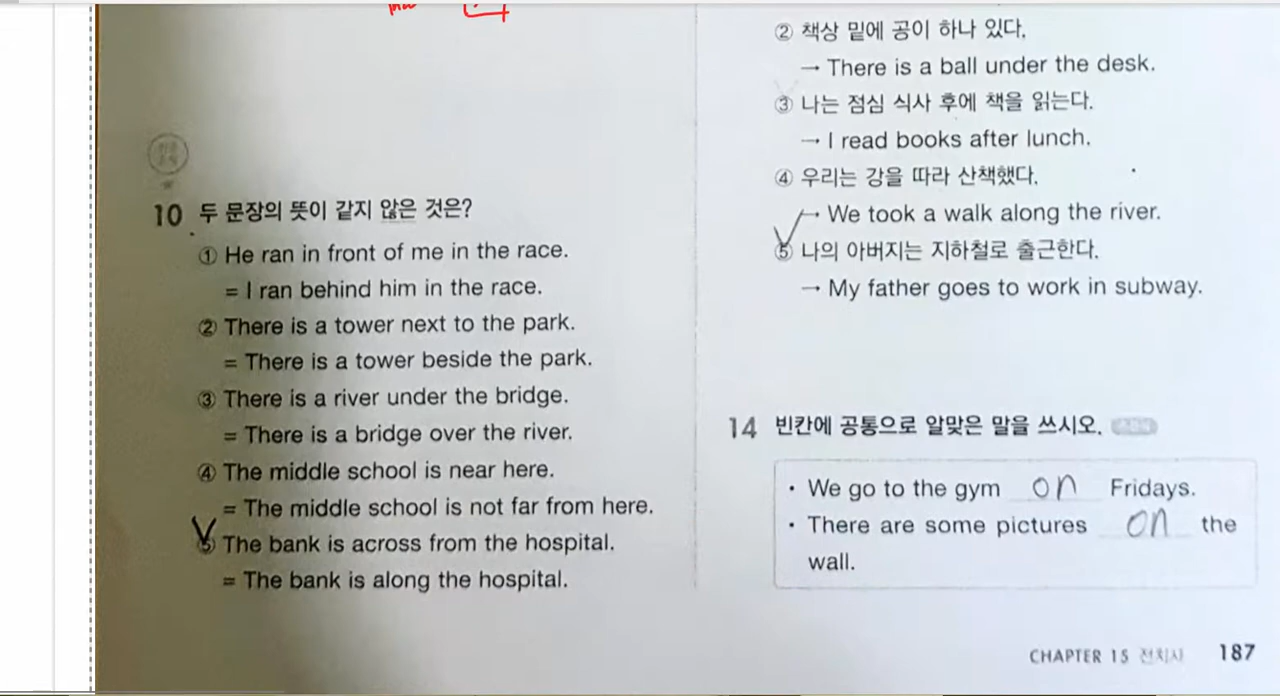 10 두 문장의 뜻이 같지 않은 것은?
① He ran in front of me in the race.
= I ran behind him in the race.
② There is a tower next to the park.
= There is a tower beside the park.
③ There is a river under the bridge.
= There is a bridge over the river.
④ The middle school is near here.
= The middle school is not far from here.
⑤ The bank is across from the hospital.
= The bank is along the hospital.
② 책상 밑에 공이 하나 있다.
→ There is a ball under the desk.
③ 나는 점심 식사 후에 책을 읽는다.
→ I read books after lunch.
④ 우리는 강을 따라 산책했다.
→ We took a walk along the river.
⑤ 나의 아버지는 지하철로 출근한다.
→ My father goes to work in subway.
14 빈칸에 공통으로 알맞은 말을 쓰시오.
• We go to the gym on Fridays.
• There are some pictures on the
wall.
CHAPTER 15 전치사 187